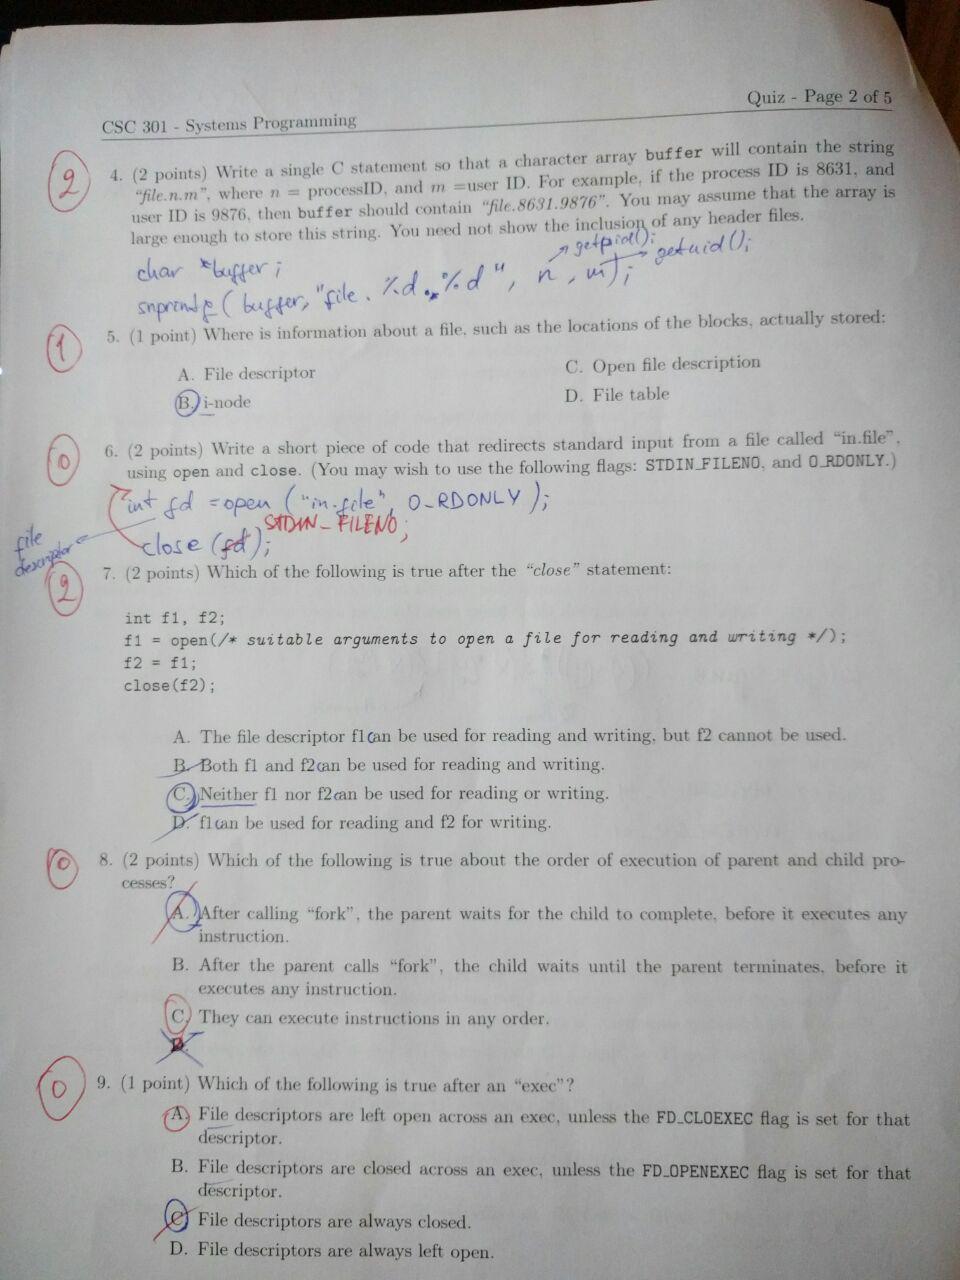 Quiz - Page 2 of 5
CSC 301 - Systems Programming
2
4. (2 points) Write a single C statement so that a character array buffer will contain the string
"file.n.m", where n = processID, and m =user ID. For example, if the process ID is 8631, and
user ID is 9876, then buffer should contain "file.8631.9876". You may assume that the array is
large enough to store this string. You need not show the inclusion of any header files.
getpid(); getuid();
char *buffer;
(buffer, "file.%d.%d", n, m);
1
5. (1 point) Where is information about a file, such as the locations of the blocks, actually stored:
A. File descriptor
C. Open file description
B. i-node
D. File table
0
6. (2 points) Write a short piece of code that redirects standard input from a file called "in.file",
using open and close. (You may wish to use the following flags: STDIN_FILENO, and O_RDONLY.)
int fd = open ("in.file", O_RDONLY);
STDIN_FILENO;
close (fd);
file
descriptor
2
7. (2 points) Which of the following is true after the "close" statement:
int f1, f2;
f1 = open(/* suitable arguments to open a file for reading and writing */);
f2 = f1;
close(f2);
A. The file descriptor f1 can be used for reading and writing, but f2 cannot be used.
B. Both f1 and f2 can be used for reading and writing.
C. Neither f1 nor f2 can be used for reading or writing.
D. f1 can be used for reading and f2 for writing.
0
8. (2 points) Which of the following is true about the order of execution of parent and child pro-
cesses?
A. After calling "fork", the parent waits for the child to complete, before it executes any
instruction.
B. After the parent calls "fork", the child waits until the parent terminates, before it
executes any instruction.
C. They can execute instructions in any order.
D.
0
9. (1 point) Which of the following is true after an "exec"?
A. File descriptors are left open across an exec, unless the FD_CLOEXEC flag is set for that
descriptor.
B. File descriptors are closed across an exec, unless the FD_OPENEXEC flag is set for that
descriptor.
C File descriptors are always closed.
D. File descriptors are always left open.